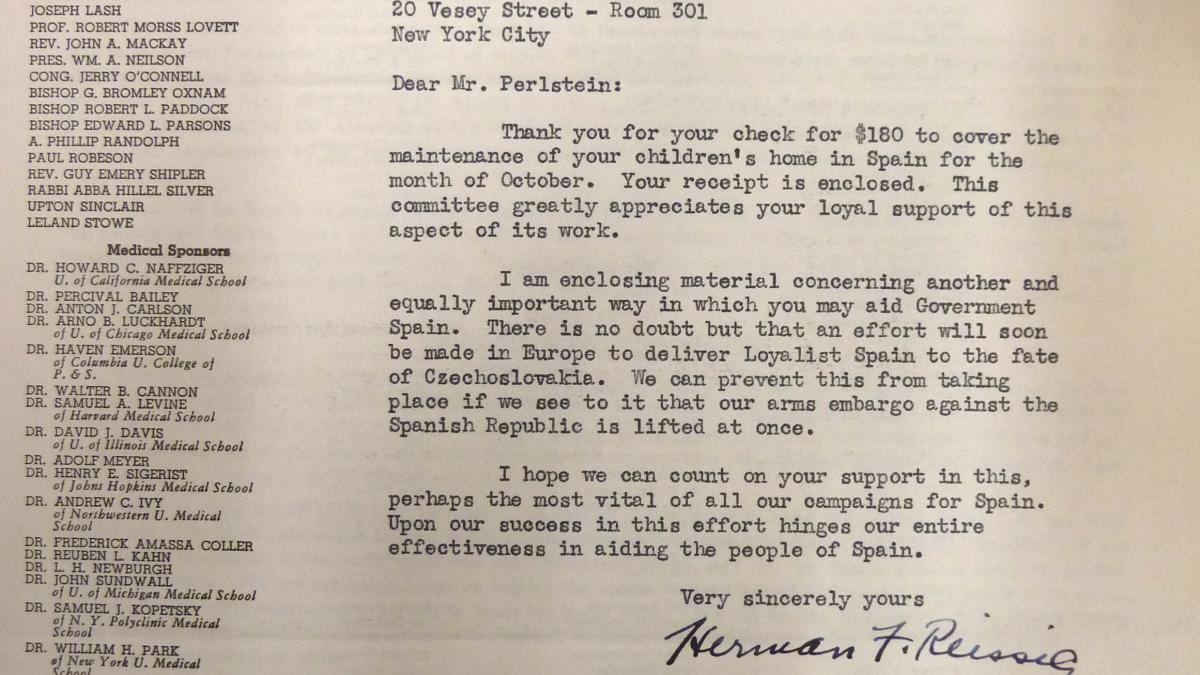 JOSEPH LASH
PROF. ROBERT MORSS LOVETT
REV. JOHN A. MACKAY
PRES. WM. A. NEILSON
CONG. JERRY O'CONNELL
BISHOP G. BROMLEY OXNAM
BISHOP ROBERT L. PADDOCK
BISHOP EDWARD L. PARSONS
A. PHILLIP RANDOLPH
PAUL ROBESON
REV. GUY EMERY SHIPLER
RABBI ABBA HILLEL SILVER
UPTON SINCLAIR
LELAND STOWE
Medical Sponsors
DR. HOWARD C. NAFFZIGER
U. of California Medical School
DR. PERCIVAL BAILEY
DR. ANTON J. CARLSON
DR. ARNO B. LUCKHARDT
of U. of Chicago Medical School
DR. HAVEN EMERSON
of Columbia U. College of
P. & S.
DR. WALTER B. CANNON
DR. SAMUEL A. LEVINE
of Harvard Medical School
DR. DAVID J. DAVIS
of U. of Illinois Medical School
DR. ADOLF MEYER
DR. HENRY E. SIGERIST
of Johns Hopkins Medical School
DR. ANDREW C. IVY
of Northwestern U. Medical
School
DR. FREDERICK AMASSA COLLER
DR. REUBEN L. KAHN
DR. L. H. NEWBURGH
DR. JOHN SUNDWALL
of U. of Michigan Medical School
DR. SAMUEL J. KOPETSKY
of N. Y. Polyclinic Medical
School
DR. WILLIAM H. PARK
of New York U. Medical
School
20 Vesey Street - Room 301
New York City
Dear Mr. Perlstein:
Thank you for your check for $180 to cover the
maintenance of your children's home in Spain for the
month of October. Your receipt is enclosed. This
committee greatly appreciates your loyal support of this
aspect of its work.
I am enclosing material concerning another and
equally important way in which you may aid Government
Spain. There is no doubt but that an effort will soon
be made in Europe to deliver Loyalist Spain to the fate
of Czechoslovakia. We can prevent this from taking
place if we see to it that our arms embargo against the
Spanish Republic is lifted at once.
I hope we can count on your support in this,
perhaps the most vital of all our campaigns for Spain.
Upon our success in this effort hinges our entire
effectiveness in aiding the people of Spain.
Very sincerely yours
Herman F. Reissig